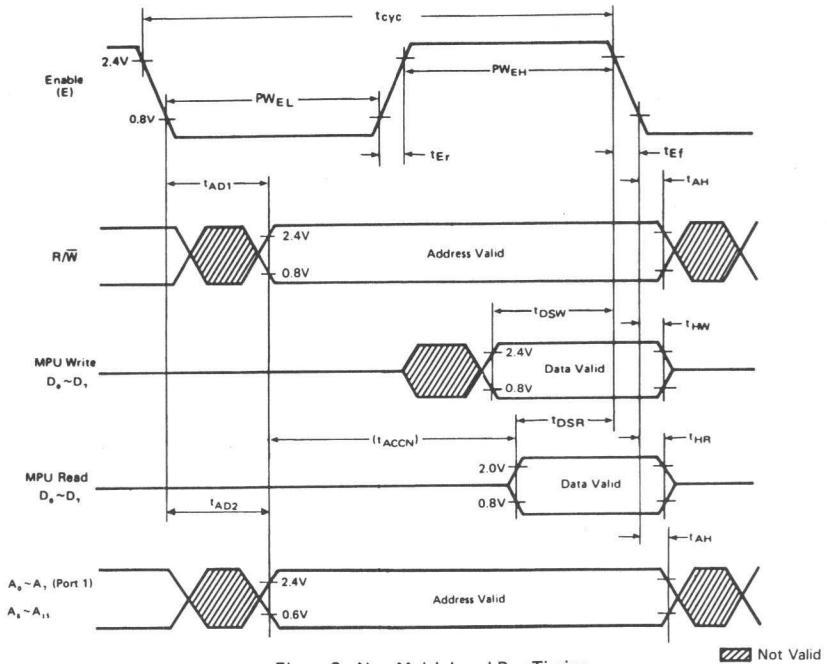 tcyc
2.4V
Enable
(E)
PWEH
PWEL
0.8V
tEr
tEf
tAD1
tAH
2.4V
R/W̅
Address Valid
0.8V
tDSW
tHW
MPU Write
D0~D7
2.4V
Data Valid
0.8V
tDSR
(tACCN)
tHR
2.0V
MPU Read
D0~D7
Data Valid
0.8V
tAD2
tAH
A0~A7 (Port 1)
2.4V
Address Valid
A8~A15
0.6V
Not Valid